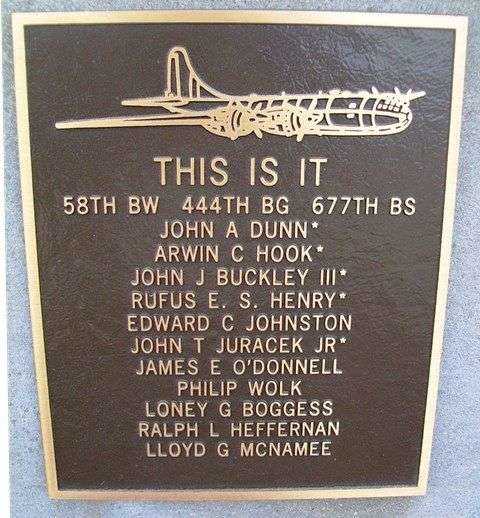 THIS IS IT
58TH BW 444TH BG 677TH BS
JOHN A DUNN*
ARWIN C HOOK*
JOHN J BUCKLEY III*
RUFUS E. S. HENRY*
EDWARD C JOHNSTON
JOHN T JURACEK JR*
JAMES E O'DONNELL
PHILIP WOLK
LONEY G BOGGESS
RALPH L HEFFERNAN
LLOYD G MCNAMEE